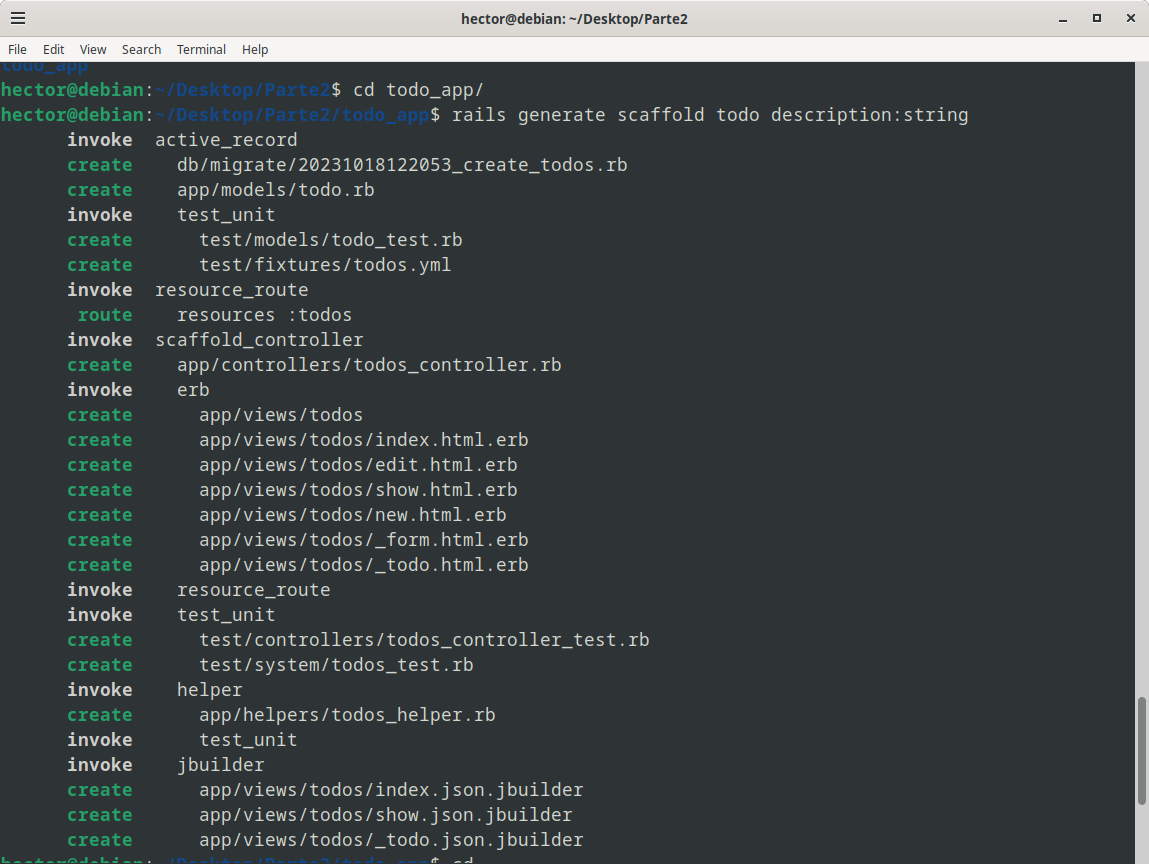 hector@debian: ~/Desktop/Parte2
File Edit View Search Terminal Help
todo_app
hector@debian:~/Desktop/Parte2$ cd todo_app/
hector@debian:~/Desktop/Parte2/todo_app$ rails generate scaffold todo description:string
invoke active_record
create db/migrate/20231018122053_create_todos.rb
create app/models/todo.rb
invoke test_unit
create test/models/todo_test.rb
create test/fixtures/todos.yml
invoke resource_route
route resources :todos
invoke scaffold_controller
create app/controllers/todos_controller.rb
invoke erb
create app/views/todos
create app/views/todos/index.html.erb
create app/views/todos/edit.html.erb
create app/views/todos/show.html.erb
create app/views/todos/new.html.erb
create app/views/todos/_form.html.erb
create app/views/todos/_todo.html.erb
invoke resource_route
invoke test_unit
create test/controllers/todos_controller_test.rb
create test/system/todos_test.rb
invoke helper
create app/helpers/todos_helper.rb
invoke test_unit
invoke jbuilder
create app/views/todos/index.json.jbuilder
create app/views/todos/show.json.jbuilder
create app/views/todos/_todo.json.jbuilder
hector@debian:~/Desktop/Parte2/todo_app$ cd